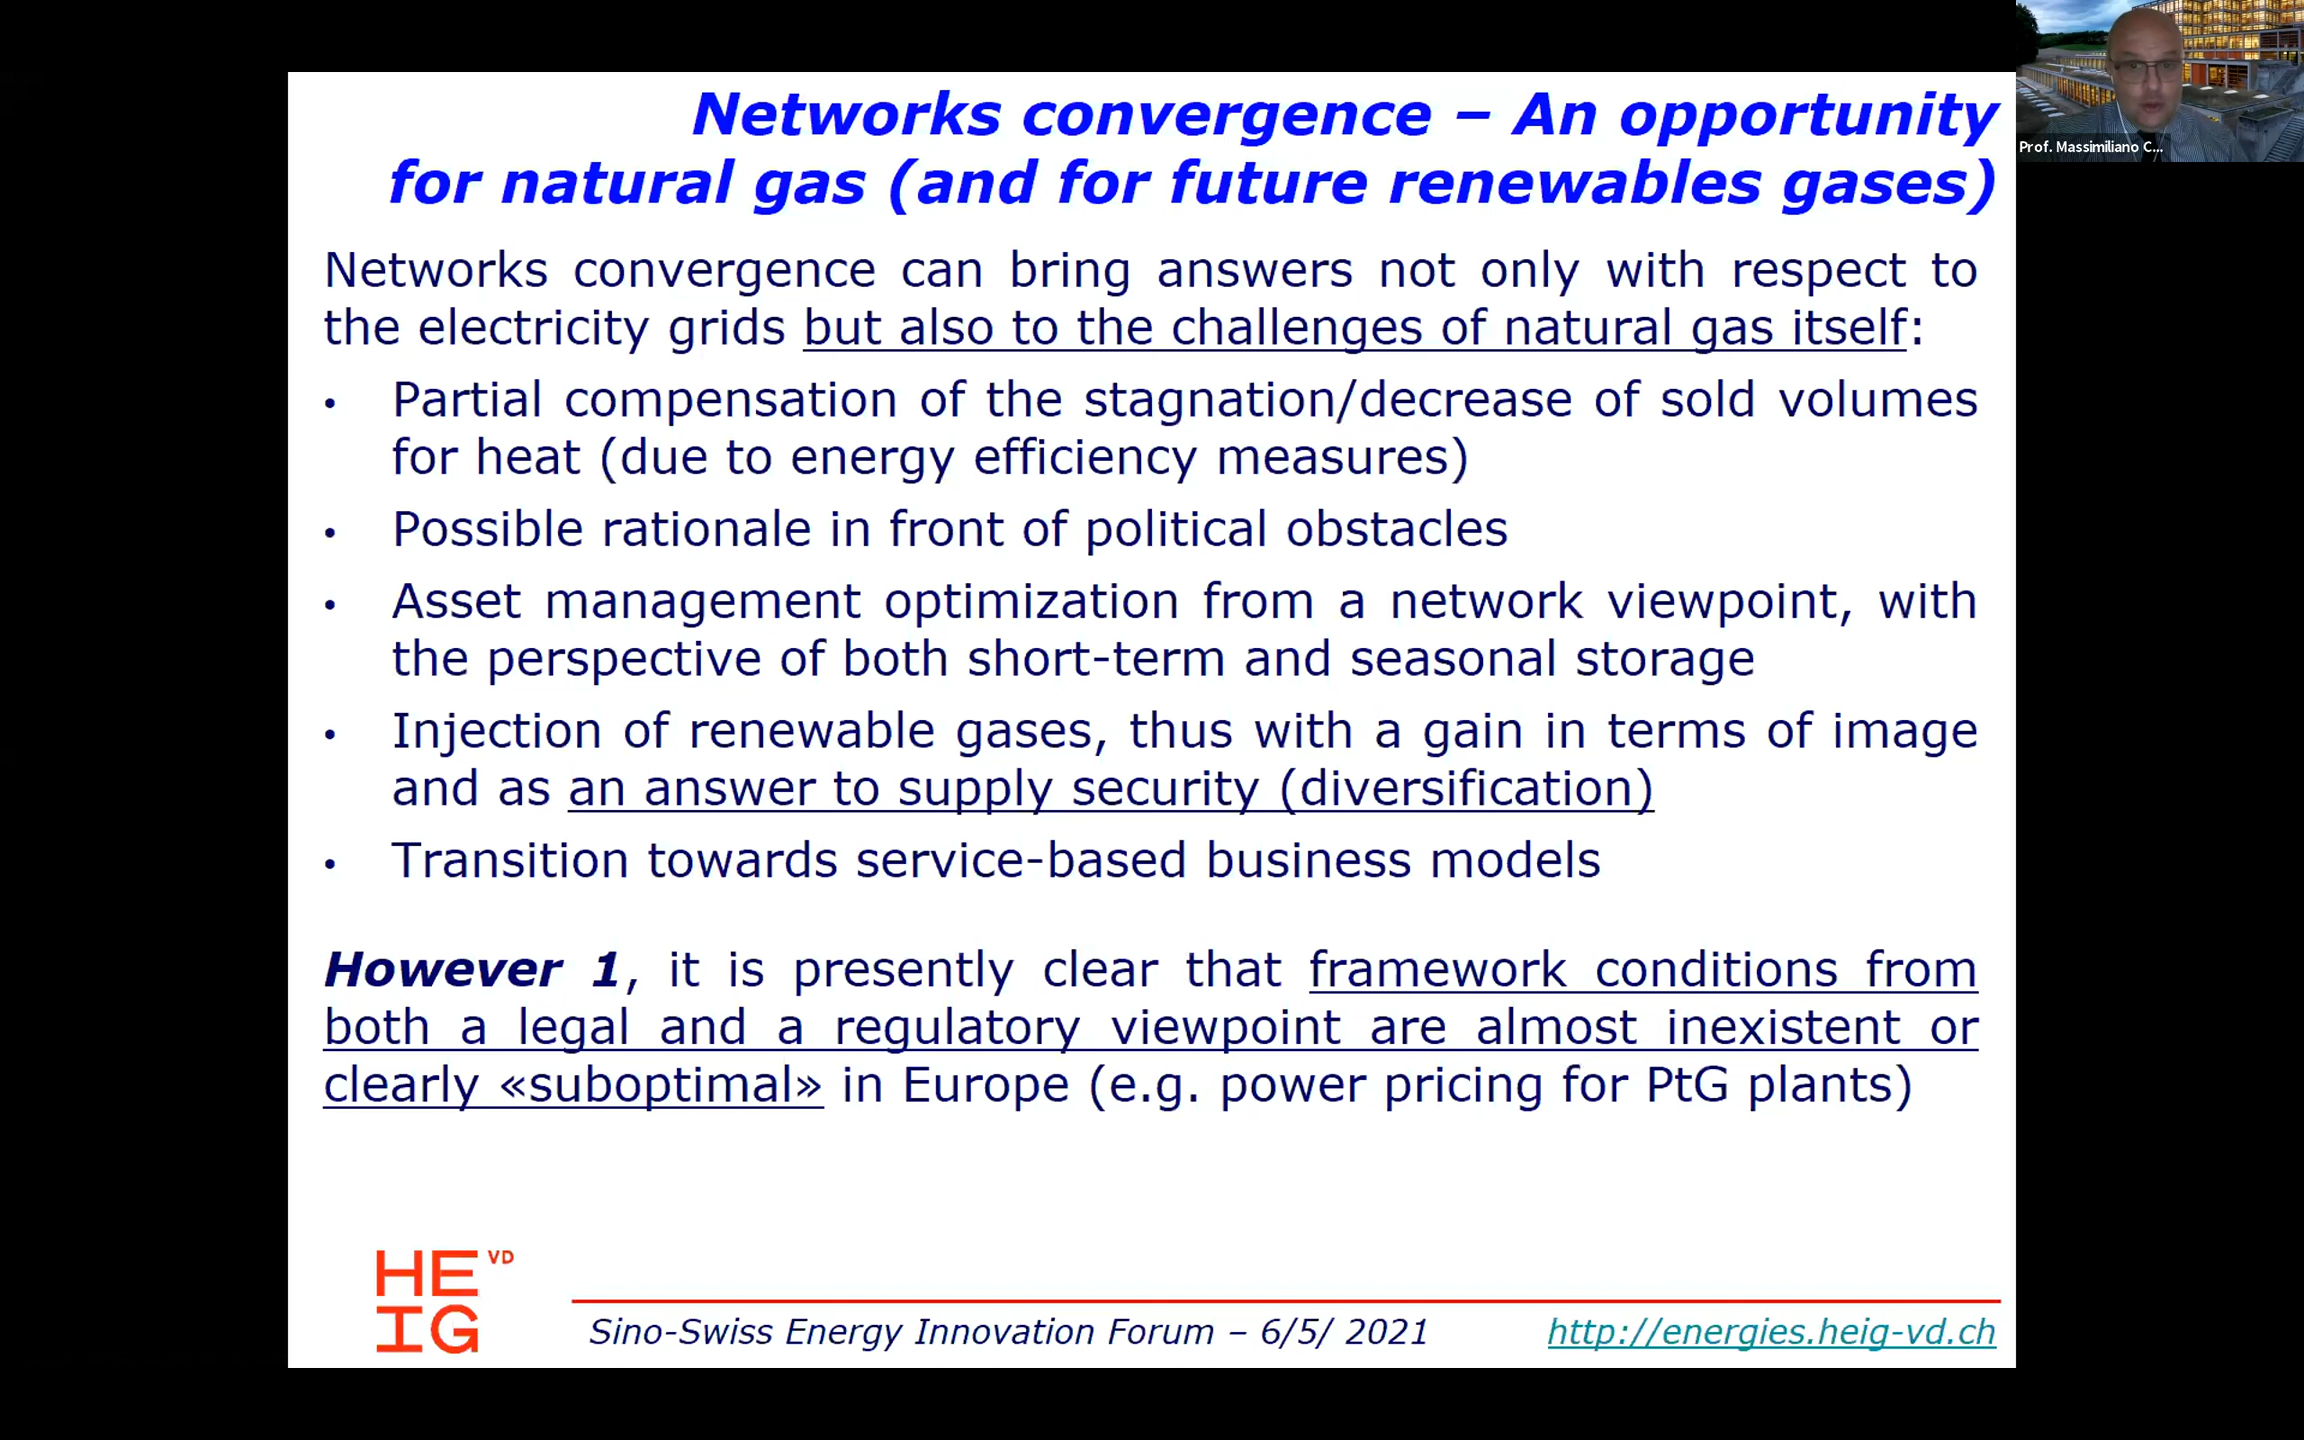 Networks convergence – An opportunity
for natural gas (and for future renewables gases)
Prof. Massimiliano C...
Networks convergence can bring answers not only with respect to
the electricity grids but also to the challenges of natural gas itself:
• Partial compensation of the stagnation/decrease of sold volumes
for heat (due to energy efficiency measures)
• Possible rationale in front of political obstacles
• Asset management optimization from a network viewpoint, with
the perspective of both short-term and seasonal storage
• Injection of renewable gases, thus with a gain in terms of image
and as an answer to supply security (diversification)
• Transition towards service-based business models
However 1, it is presently clear that framework conditions from
both a legal and a regulatory viewpoint are almost inexistent or
clearly «suboptimal» in Europe (e.g. power pricing for PtG plants)
HE VD
IG
Sino-Swiss Energy Innovation Forum – 6/5/ 2021
http://energies.heig-vd.ch